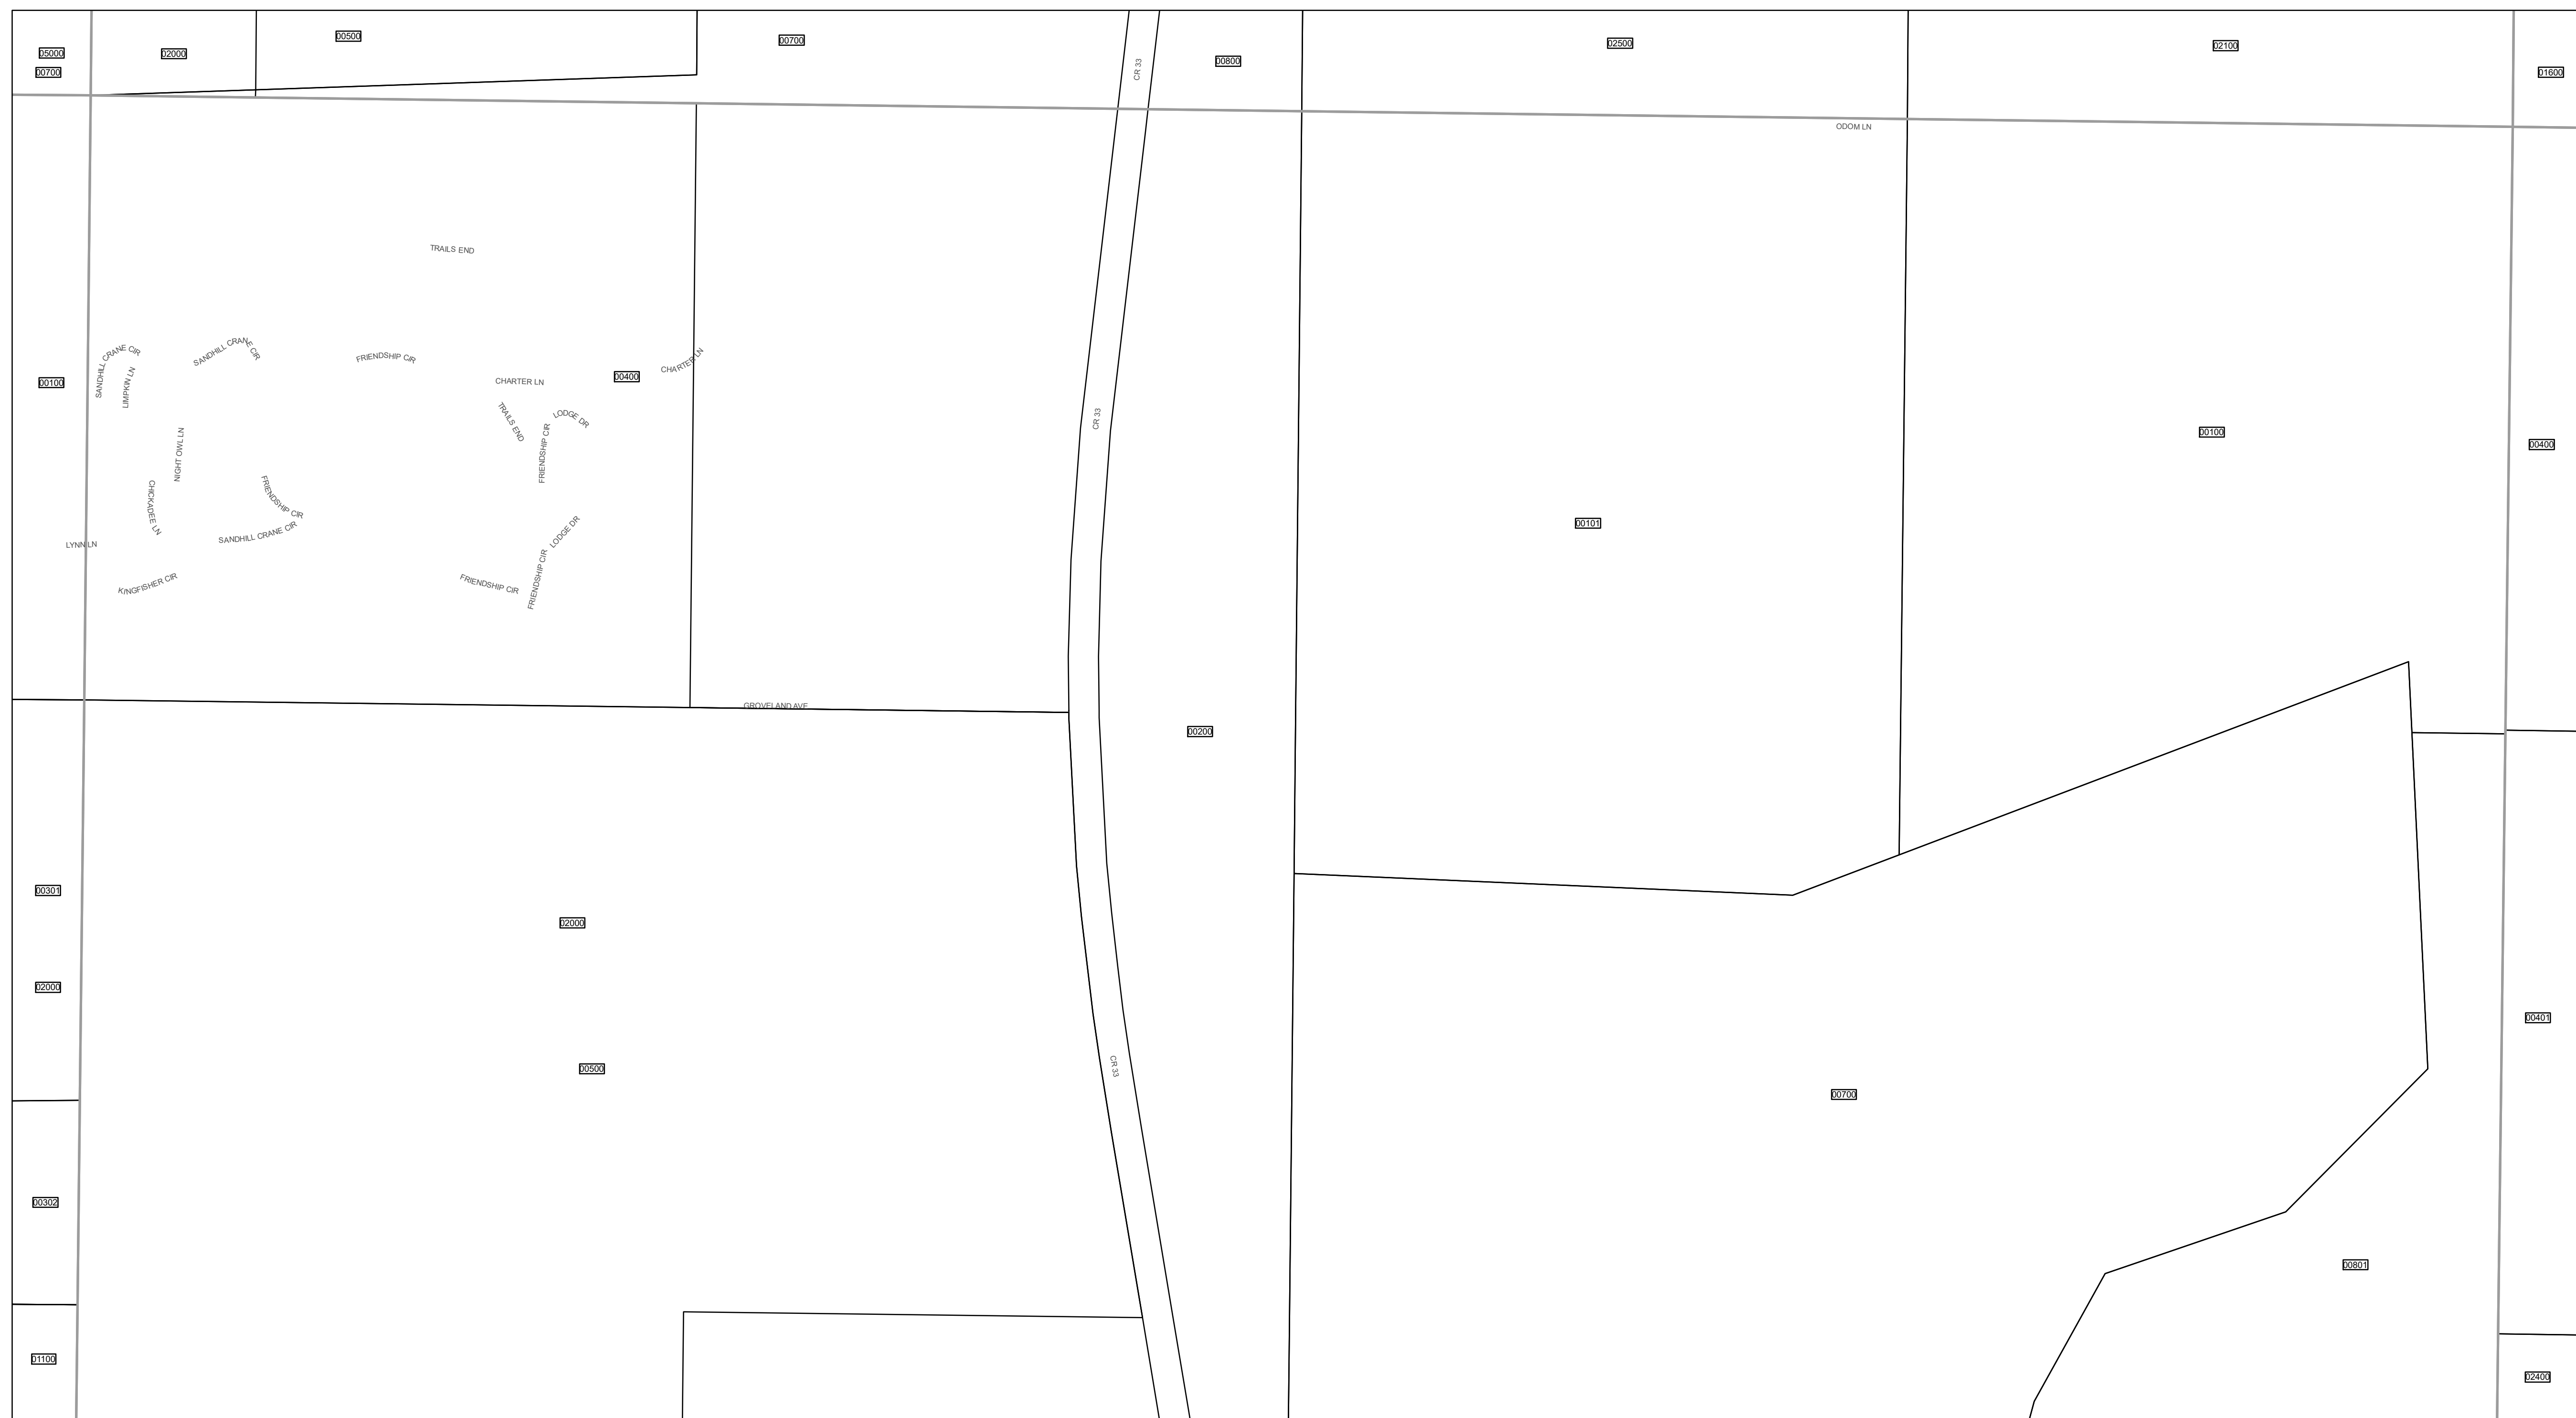 00500
00700
00800
02500
02100
05000
02000
00700
01600
CR 33
ODOM LN
TRAILS END
SANDHILL CRANE CIR
SANDHILL CRANE CIR
FRIENDSHIP CIR
CHARTER LN
CHARTER LN
00400
00100
LIMPKIN LN
TRAILS END
LODGE DR
CR 33
FRIENDSHIP CIR
00100
00400
NIGHT OWL LN
CHICKADEE LN
FRIENDSHIP CIR
SANDHILL CRANE CIR
LODGE DR
00101
LYNN LN
KINGFISHER CIR
FRIENDSHIP CIR
FRIENDSHIP CIR
GROVELAND AVE
00200
00301
02000
02000
00401
00500
CR 33
00700
00302
00801
01100
02400